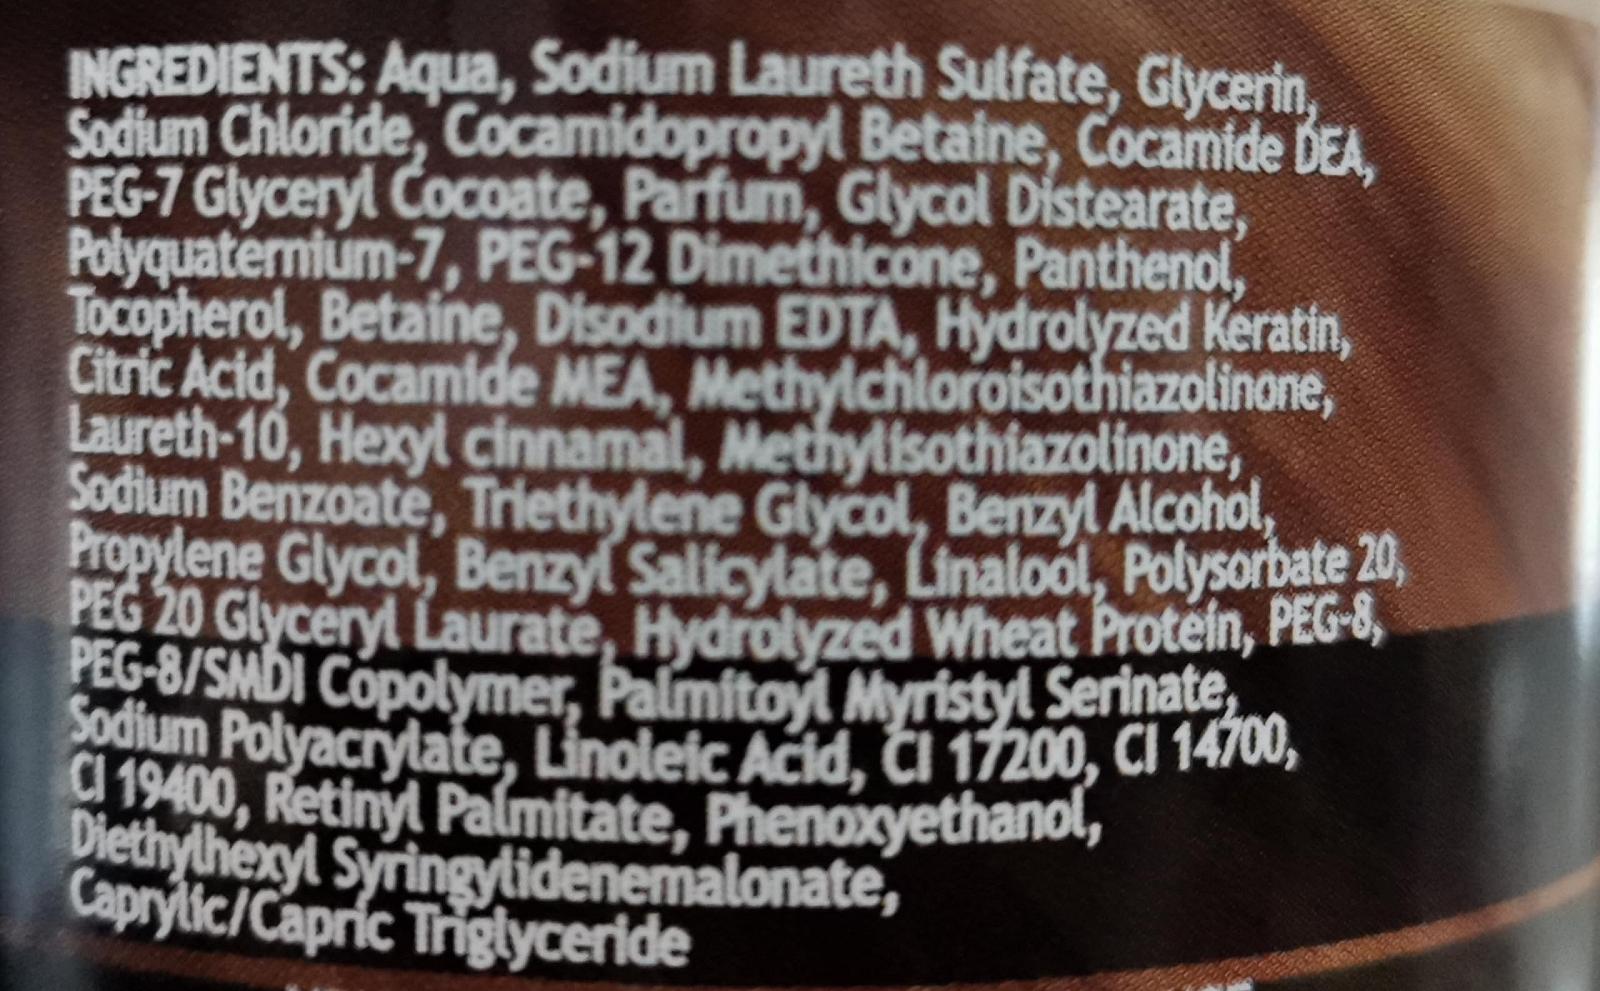 INGREDIENTS: Aqua, Sodium Laureth Sulfate, Glycerin,
Sodium Chloride, Cocamidopropyl Betaine, Cocamide DEA,
PEG-7 Glyceryl Cocoate, Parfum, Glycol Distearate,
Polyquaternium-7, PEG-12 Dimethicone, Panthenol,
Tocopherol, Betaine, Disodium EDTA, Hydrolyzed Keratin,
Citric Acid, Cocamide MEA, Methylchloroisothiazolinone,
Laureth-10, Hexyl cinnamal, Methylisothiazolinone,
Sodium Benzoate, Triethylene Glycol, Benzyl Alcohol,
Propylene Glycol, Benzyl Salicylate, Linalool, Polysorbate 20,
PEG 20 Glyceryl Laurate, Hydrolyzed Wheat Protein, PEG-8,
PEG-8/SMDI Copolymer, Palmitoyl Myristyl Serinate,
Sodium Polyacrylate, Linoleic Acid, CI 17200, CI 14700,
CI 19400, Retinyl Palmitate, Phenoxyethanol,
Diethylhexyl Syringylidenemalonate,
Caprylic/Capric Triglyceride